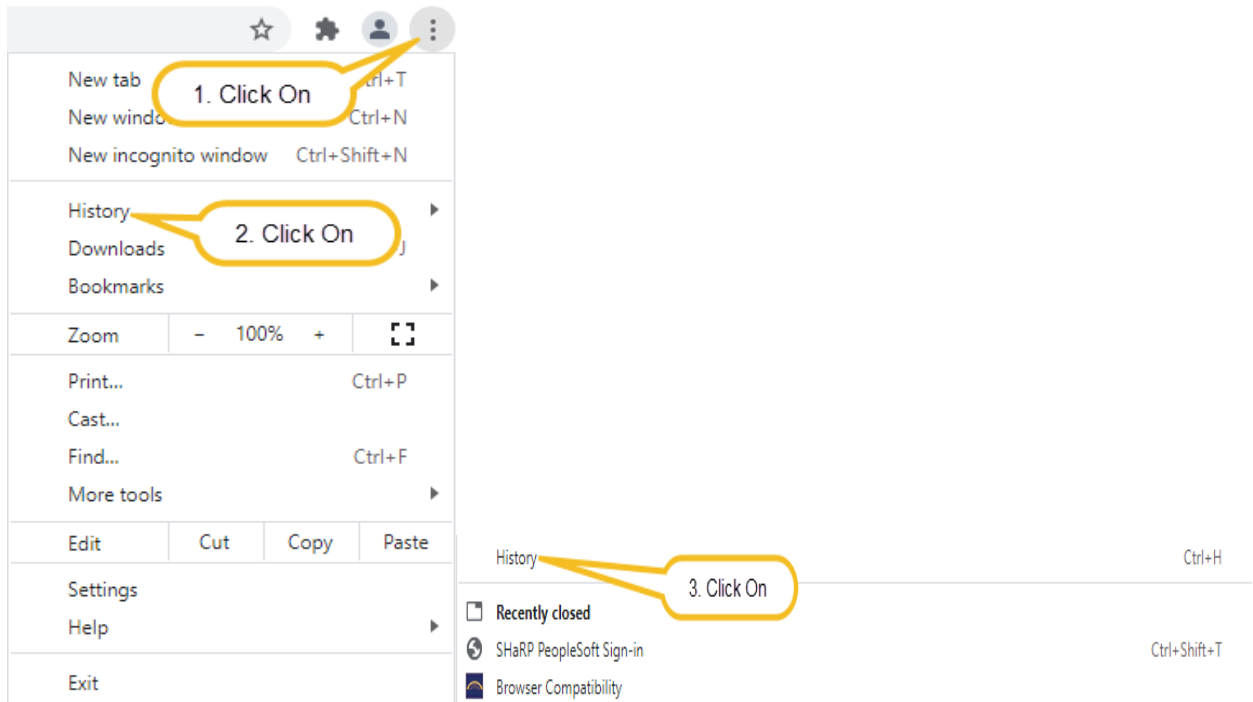 New tab
1. Click On
trl+T
New windo
Ctrl+N
New incognito window Ctrl+Shift+N
History
2. Click On
Downloads
J
Bookmarks
Zoom - 100% +
Print... Ctrl+P
Cast...
Find... Ctrl+F
More tools
Edit Cut Copy Paste
Settings
Help
Exit
History Ctrl+H
3. Click On
Recently closed
SHaRP PeopleSoft Sign-in Ctrl+Shift+T
Browser Compatibility